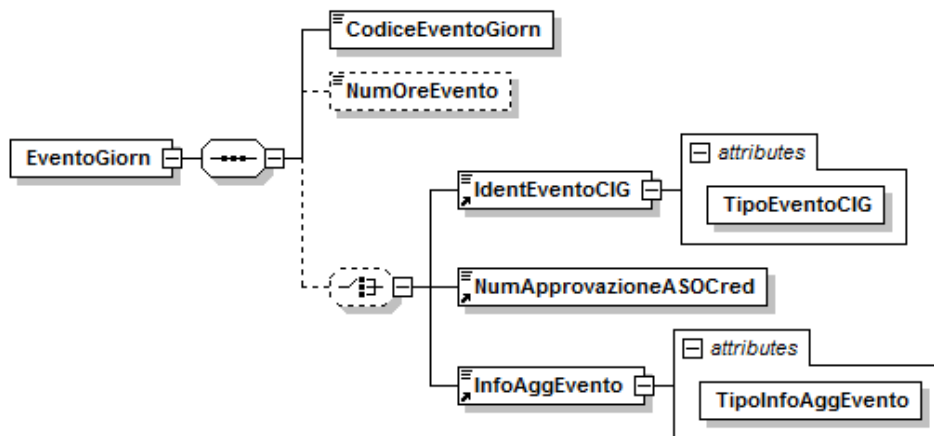 CodiceEventoGiorn
NumOreEvento
EventoGiorn
IdentEventoCIG
attributes
TipoEventoCIG
NumApprovazioneASOCred
InfoAggEvento
attributes
TipoInfoAggEvento